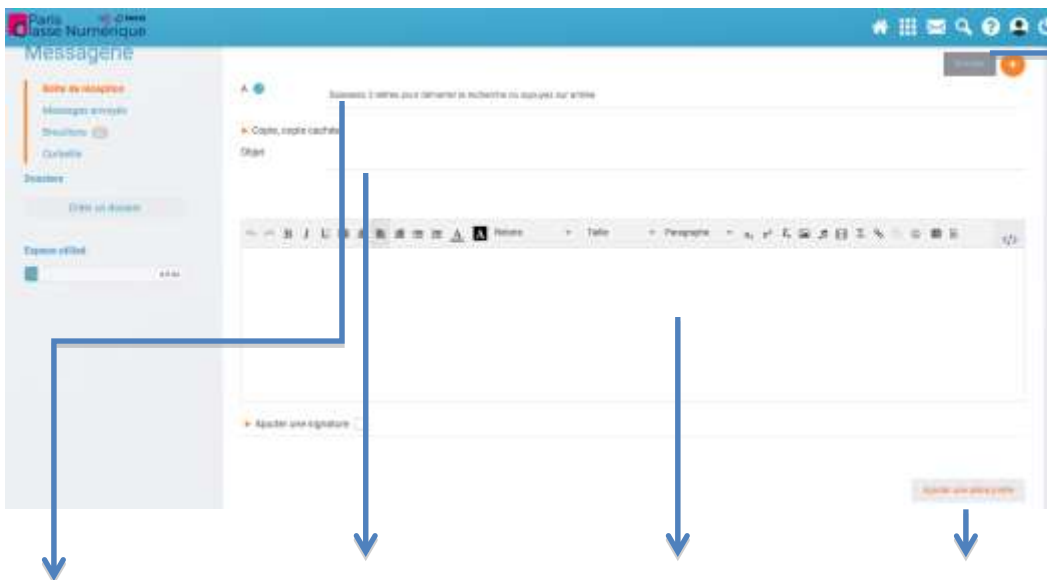 Paris
Classe Numérique
Messagerie
Boîte de réception
Messages envoyés
Brouillons
Corbeille
Dossiers
Créer un dossier
Espace utilisé
A
Saisissez 3 lettres pour démarrer la recherche ou appuyez sur entrée
Copie, copie cachée
Objet
B I U A A Taille Paragraphe </>
Ajouter une signature
Ajouter une pièce jointe